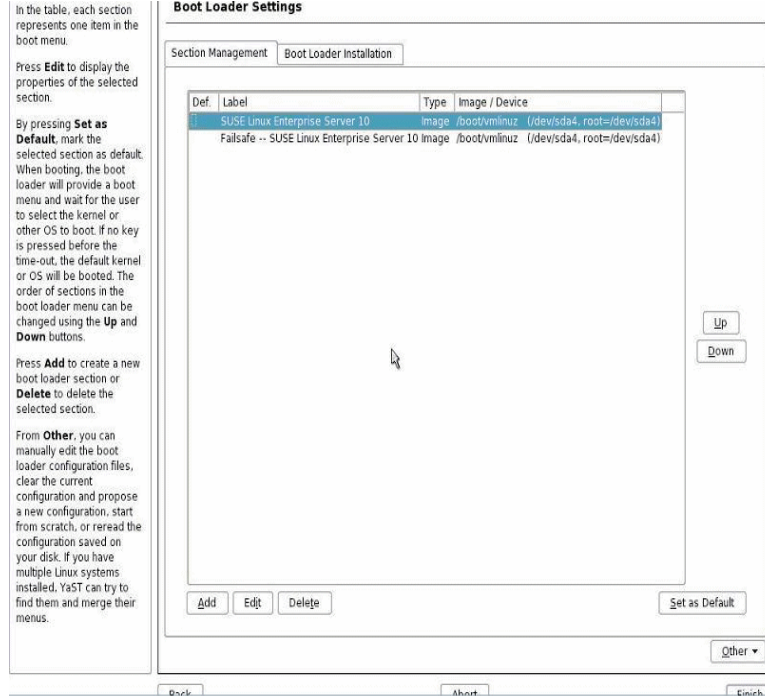 In the table, each section
represents one item in the
boot menu.
Press Edit to display the
properties of the selected
section.
By pressing Set as
Default, mark the
selected section as default.
When booting, the boot
loader will provide a boot
menu and wait for the user
to select the kernel or
other OS to boot. If no key
is pressed before the
time-out, the default kernel
or OS will be booted. The
order of sections in the
boot loader menu can be
changed using the Up and
Down buttons.
Press Add to create a new
boot loader section or
Delete to delete the
selected section.
From Other, you can
manually edit the boot
loader configuration files,
clear the current
configuration and propose
a new configuration, start
from scratch, or reread the
configuration saved on
your disk. If you have
multiple Linux systems
installed, YaST can try to
find them and merge their
menus.
Boot Loader Settings
Section Management Boot Loader Installation
Def. Label Type Image / Device
SUSE Linux Enterprise Server 10 Image /boot/vmlinuz (/dev/sda4, root=/dev/sda4)
Failsafe -- SUSE Linux Enterprise Server 10 Image /boot/vmlinuz (/dev/sda4, root=/dev/sda4)
Up
Down
Add Edit Delete Set as Default
Other
Back Abort Finish